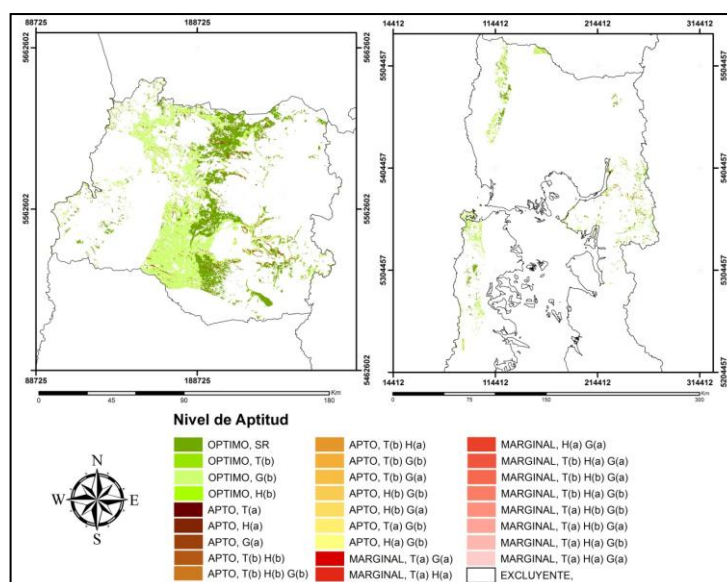 88725
188725
14412
114412
214412
314412
5662602
5662602
5562602
5562602
5462602
5462602
5504457
5504457
5404457
5404457
5304457
5304457
5204457
5204457
88725
188725
14412
114412
214412
314412
0
45
90
180
Km
0
75
150
300
Km
Nivel de Aptitud
OPTIMO, SR
OPTIMO, T(b)
OPTIMO, G(b)
OPTIMO, H(b)
APTO, T(a)
APTO, H(a)
APTO, G(a)
APTO, T(b) H(b)
APTO, T(b) H(b) G(b)
APTO, T(b) H(a)
APTO, T(b) G(b)
APTO, T(b) G(a)
APTO, H(b) G(b)
APTO, H(b) G(a)
APTO, T(a) G(b)
APTO, H(a) G(b)
MARGINAL, T(a) G(a)
MARGINAL, T(a) H(a)
MARGINAL, H(a) G(a)
MARGINAL, T(b) H(a) G(a)
MARGINAL, T(b) H(b) G(a)
MARGINAL, T(b) H(a) G(b)
MARGINAL, T(a) H(b) G(b)
MARGINAL, T(a) H(b) G(a)
MARGINAL, T(a) H(a) G(b)
MARGINAL, T(a) H(a) G(a)
EXCLUYENTE,
N
W
E
S